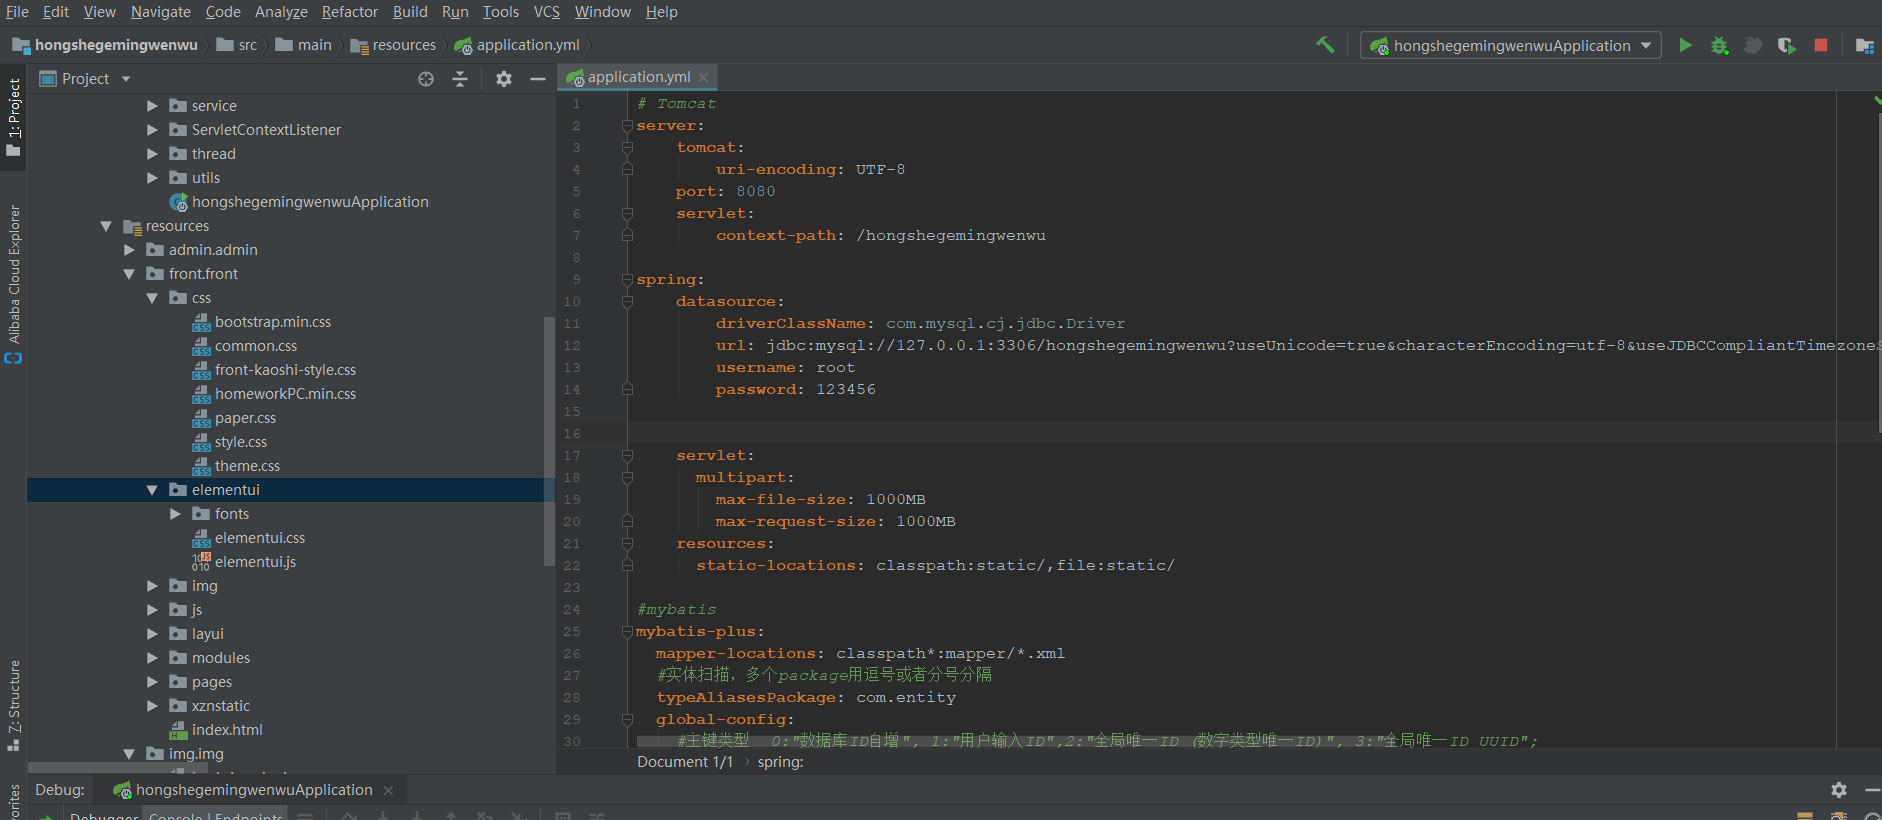 File Edit View Navigate Code Analyze Refactor Build Run Tools VCS Window Help
hongshegemingwenwu src main resources application.yml
hongshegemingwenwuApplication
Project
application.yml
1: Project
Alibaba Cloud Explorer
7: Structure
service
ServletContextListener
thread
utils
hongshegemingwenwuApplication
resources
admin.admin
front.front
css
bootstrap.min.css
common.css
front-kaoshi-style.css
homeworkPC.min.css
paper.css
style.css
theme.css
elementui
fonts
elementui.css
elementui.js
img
js
layui
modules
pages
xznstatic
index.html
img.img
1 # Tomcat
2 server:
3 tomcat:
4 uri-encoding: UTF-8
5 port: 8080
6 servlet:
7 context-path: /hongshegemingwenwu
8
9 spring:
10 datasource:
11 driverClassName: com.mysql.cj.jdbc.Driver
12 url: jdbc:mysql://127.0.0.1:3306/hongshegemingwenwu?useUnicode=true&characterEncoding=utf-8&useJDBCCompliantTimezone
13 username: root
14 password: 123456
15
16
17 servlet:
18 multipart:
19 max-file-size: 1000MB
20 max-request-size: 1000MB
21 resources:
22 static-locations: classpath:static/,file:static/
23
24 #mybatis
25 mybatis-plus:
26 mapper-locations: classpath*:mapper/*.xml
27 #实体扫描，多个package用逗号或者分号分隔
28 typeAliasesPackage: com.entity
29 global-config:
30 #主键类型 0:"数据库ID自增", 1:"用户输入ID",2:"全局唯一ID (数字类型唯一ID)", 3:"全局唯一ID UUID";
Document 1/1 spring:
Debug: hongshegemingwenwuApplication
Debugger Console Endpoints